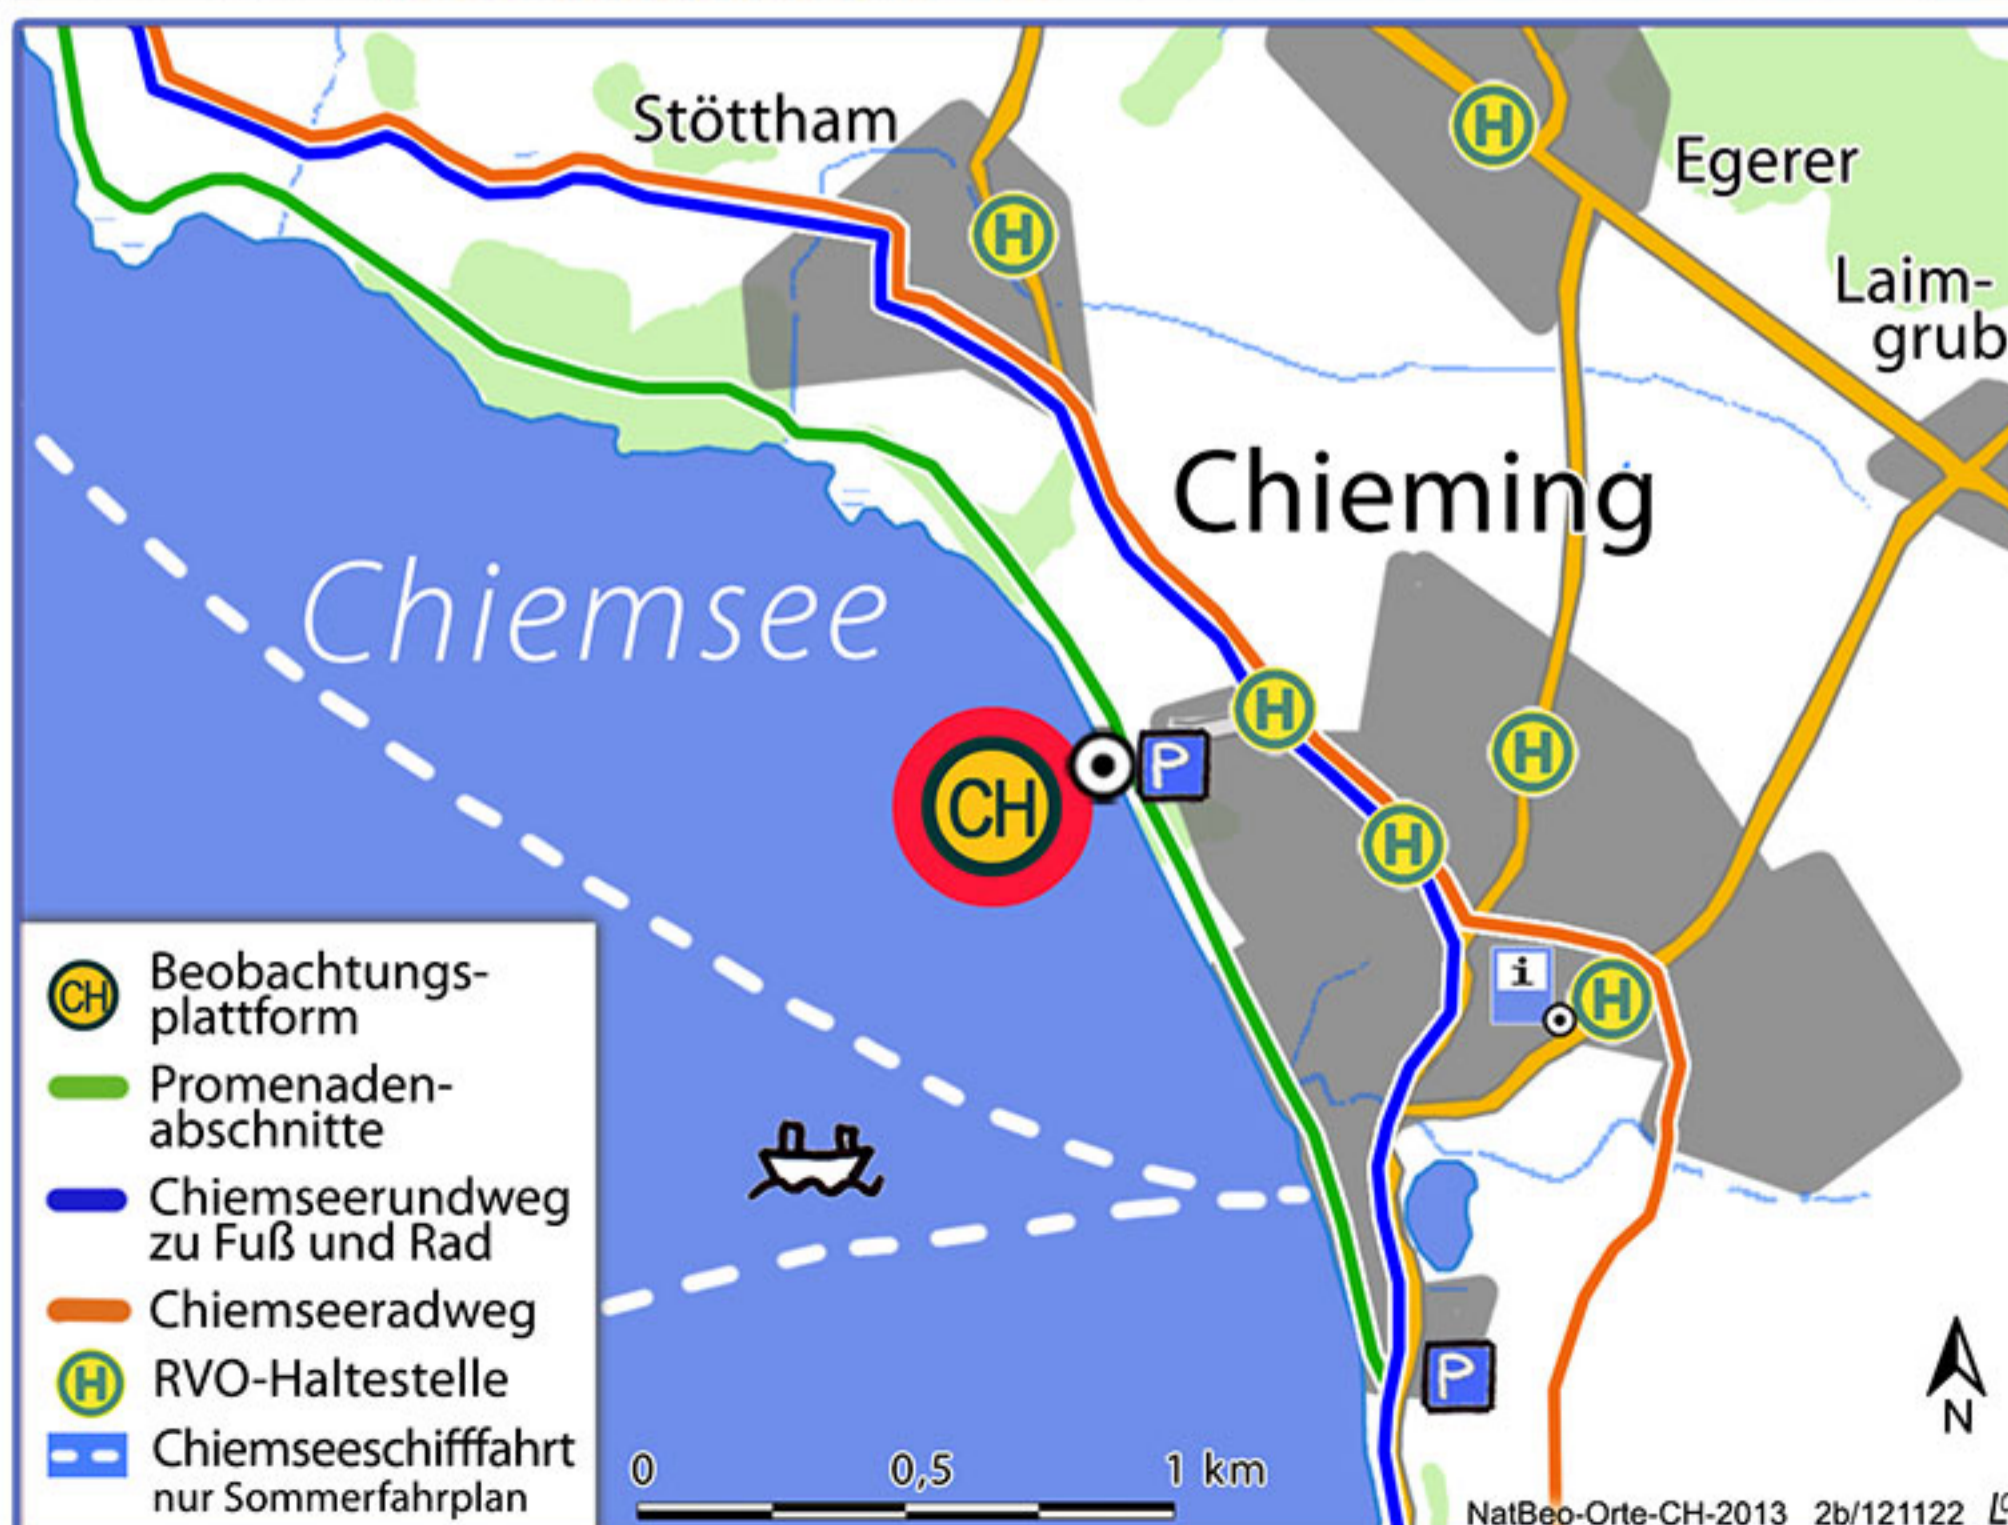 Stöttham
H
H
Egerer
Laim-
grub
Chieming
Chiemsee
H
P
H
CH
H
i
H
CH
Beobachtungs-
plattform
Promenaden-
abschnitte
Chiemseerundweg
zu Fuß und Rad
Chiemseeradweg
H
RVO-Haltestelle
Chiemseeschifffahrt
nur Sommerfahrplan
P
N
0 0,5 1 km
NatBeo-Orte-CH-2013 2b/121122